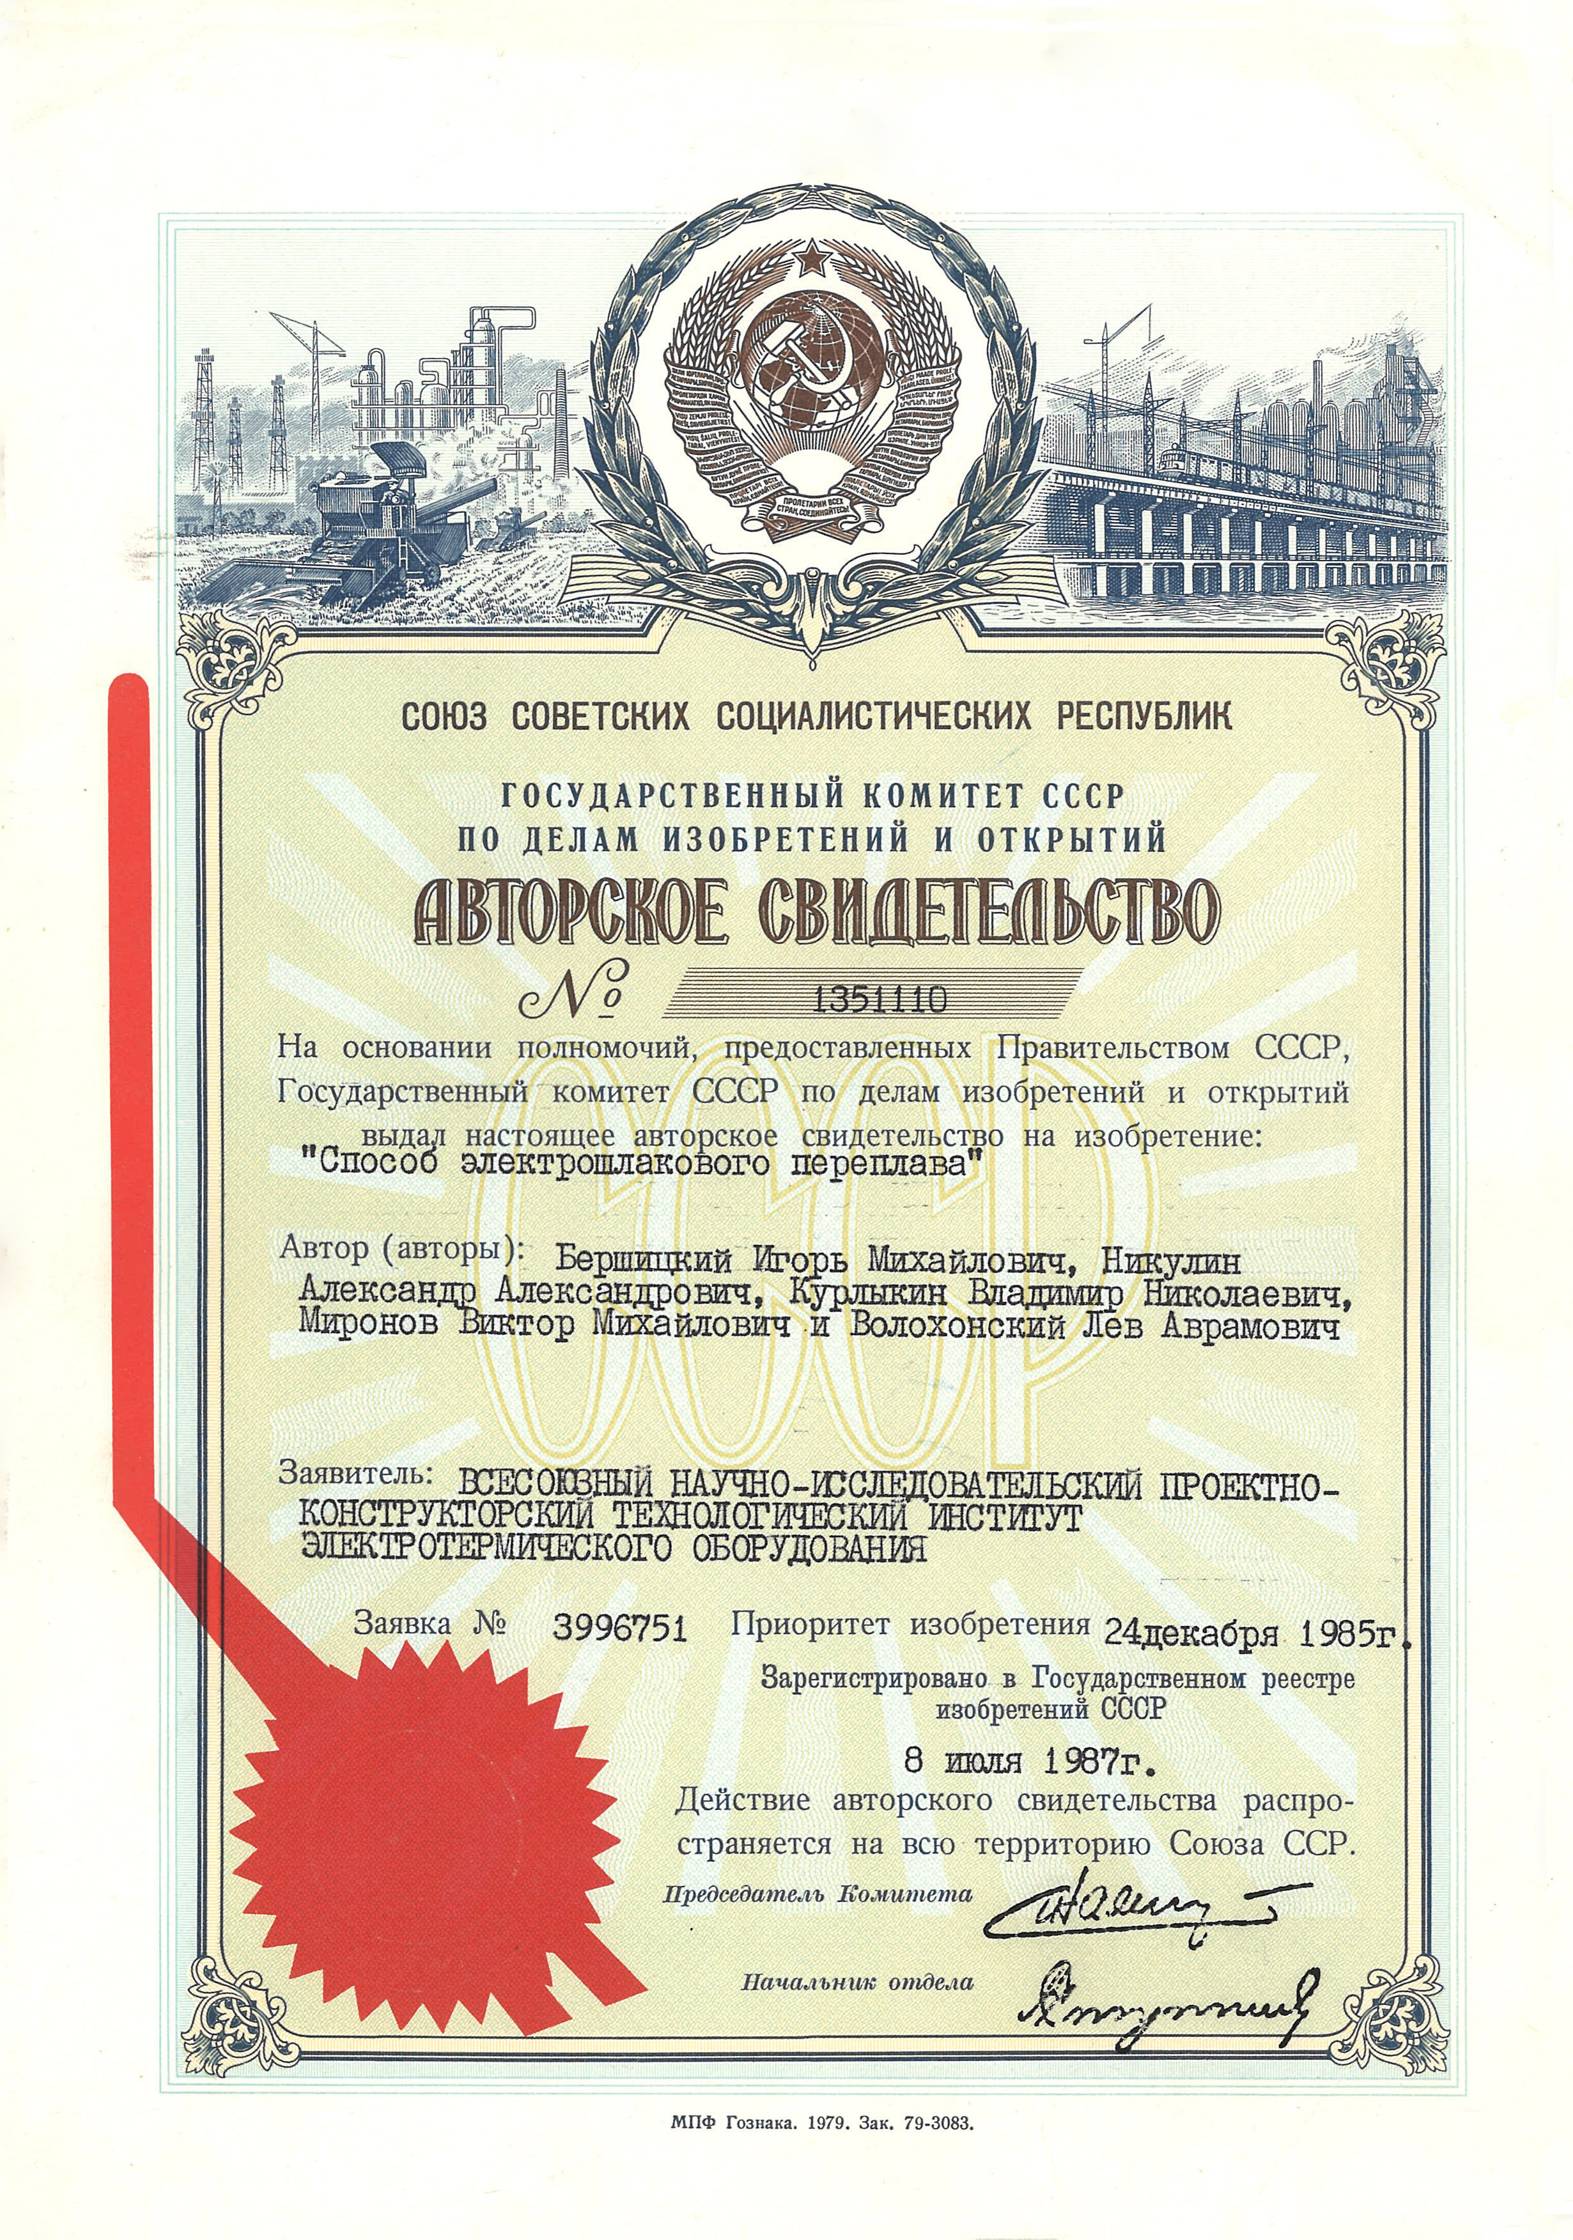 ПРОЛЕТАРИИ ВСЕХ
СТРАН, СОЕДИНЯЙТЕСЬ!
СОЮЗ СОВЕТСКИХ СОЦИАЛИСТИЧЕСКИХ РЕСПУБЛИК
ГОСУДАРСТВЕННЫЙ КОМИТЕТ СССР
ПО ДЕЛАМ ИЗОБРЕТЕНИЙ И ОТКРЫТИЙ
АВТОРСКОЕ СВИДЕТЕЛЬСТВО
№ 1351110
На основании полномочий, предоставленных Правительством СССР,
Государственный комитет СССР по делам изобретений и открытий
выдал настоящее авторское свидетельство на изобретение:
"Способ электрошлакового переплава"
Автор (авторы): Бершицкий Игорь Михайлович, Никулин
Александр Александрович, Курлыкин Владимир Николаевич,
Миронов Виктор Михайлович и Волохонский Лев Аврамович
Заявитель: ВСЕСОЮЗНЫЙ НАУЧНО-ИССЛЕДОВАТЕЛЬСКИЙ ПРОЕКТНО-
КОНСТРУКТОРСКИЙ ТЕХНОЛОГИЧЕСКИЙ ИНСТИТУТ
ЭЛЕКТРОТЕРМИЧЕСКОГО ОБОРУДОВАНИЯ
Заявка № 3996751 Приоритет изобретения 24декабря 1985г.
Зарегистрировано в Государственном реестре
изобретений СССР
8 июля 1987г.
Действие авторского свидетельства распро-
страняется на всю территорию Союза ССР.
Председатель Комитета
Начальник отдела
МПФ Гознака. 1979. Зак. 79-3083.
СССР